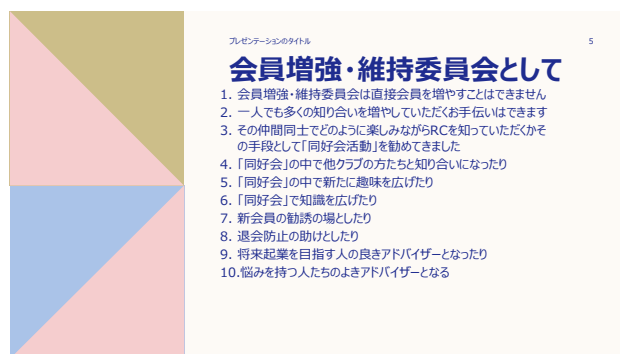 プレゼンテーションのタイトル
5
会員増強・維持委員会として
1. 会員増強・維持委員会は直接会員を増やすことはできません
2. 一人でも多くの知り合いを増やしていただくお手伝いはできます
3. その仲間同士でどのように楽しみながらRCを知っていただくかそ
の手段として「同好会活動」を勧めてきました
4. 「同好会」の中で他クラブの方たちと知り合いになったり
5. 「同好会」の中で新たに趣味を広げたり
6. 「同好会」で知識を広げたり
7. 新会員の勧誘の場としたり
8. 退会防止の助けとしたり
9. 将来起業を目指す人の良きアドバイザーとなったり
10.悩みを持つ人たちのよきアドバイザーとなる